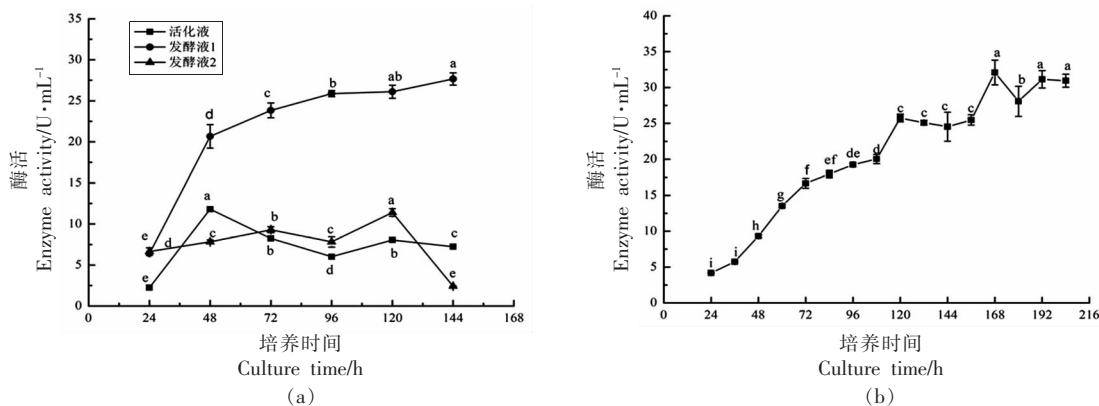 (a)
35
30
25
20
15
10
5
0
活化液
发酵液1
发酵液2
a
ab
b
c
d
e
d
a
c
b
b
c
d
a
b
c
e
e
0 24 48 72 96 120 144 168
酶活
Enzyme activity/U·mL⁻¹
培养时间
Culture time/h
(a)
40
35
30
25
20
15
10
5
0
i
i
h
g
f
ef
de
d
c
c
c
c
a
b
a
a
0 24 48 72 96 120 144 168 192 216
酶活
Enzyme activity/U·mL⁻¹
培养时间
Culture time/h
(b)